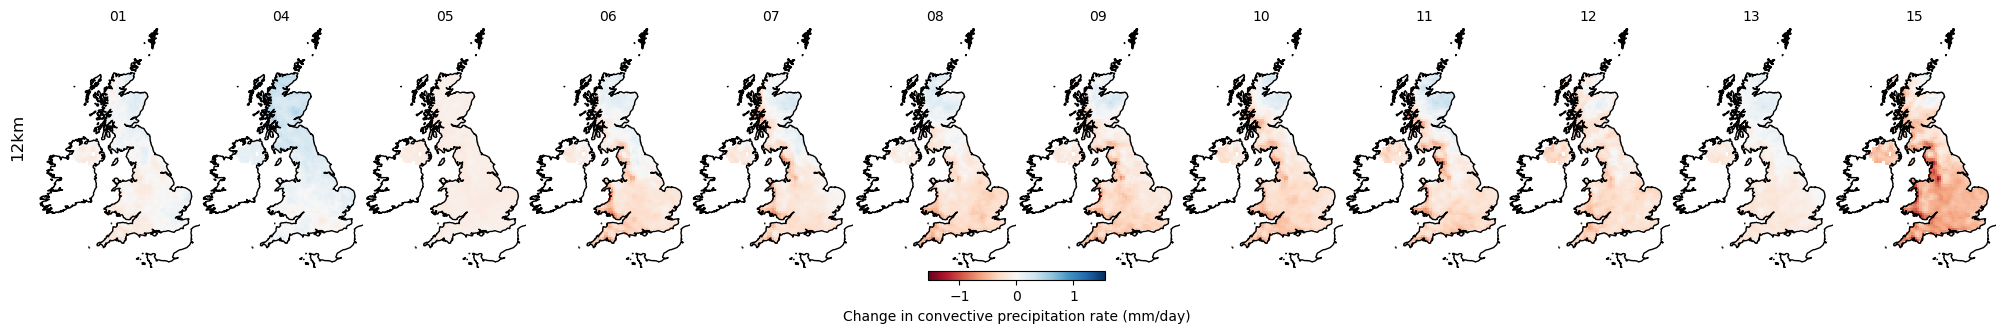 01 04 05 06 07 08 09 10 11 12 13 15
12km
−1 0 1
Change in convective precipitation rate (mm/day)